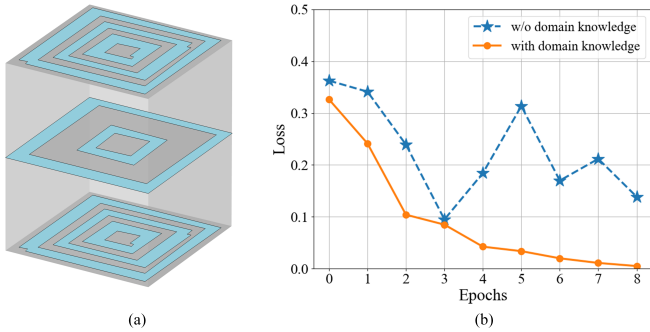 0.5
0.4
0.3
0.2
0.1
0.0
Loss
w/o domain knowledge
with domain knowledge
0 1 2 3 4 5 6 7 8
Epochs
(a)
(b)